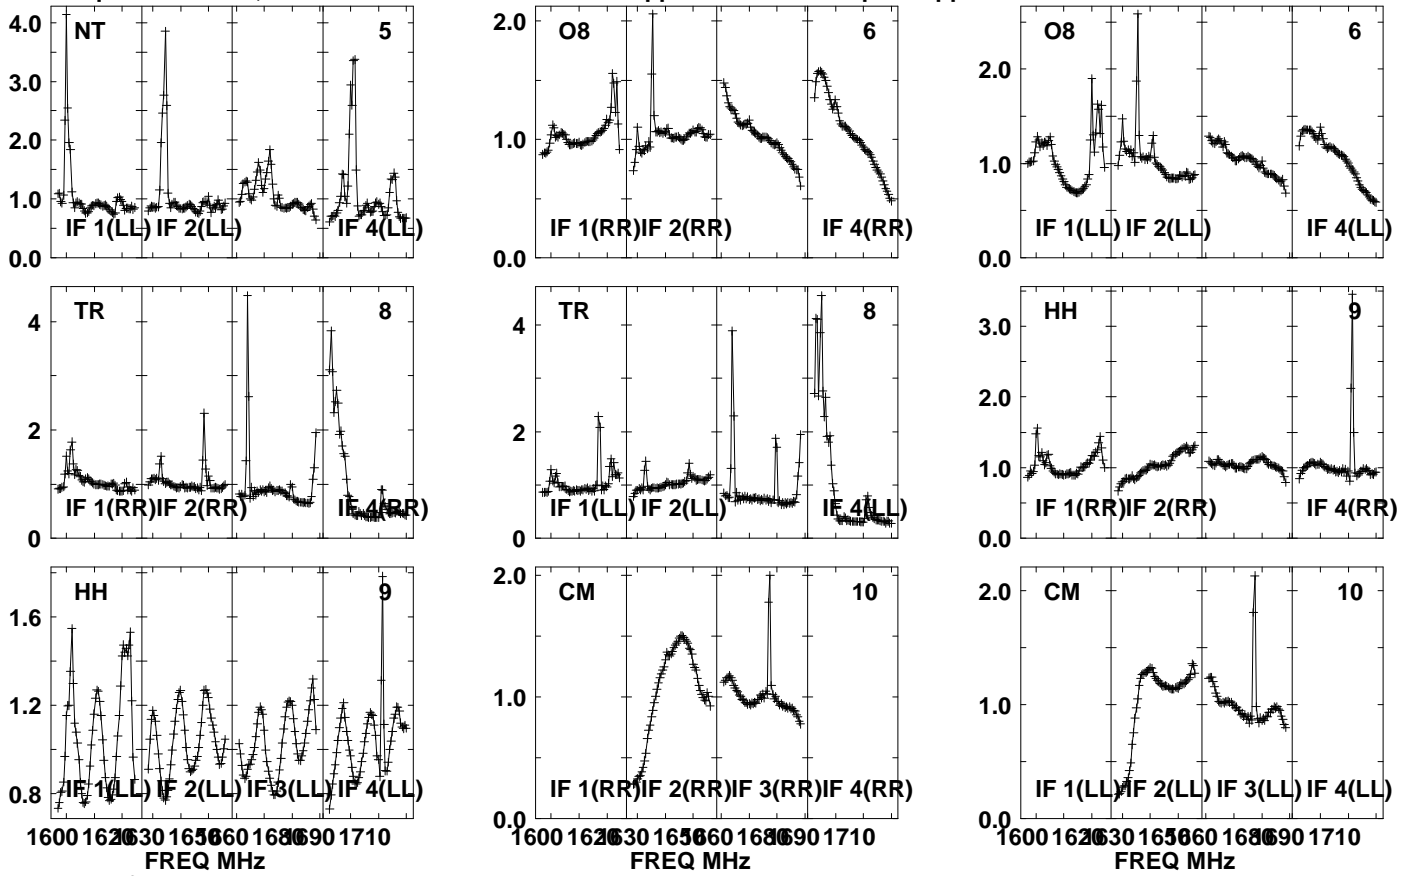 NT 5
4.0
3.0
2.0
1.0
0.0
IF 1(LL) IF 2(LL) IF 4(LL)
O8 6
2.0
1.0
0.0
IF 1(RR) IF 2(RR) IF 4(RR)
O8 6
2.0
1.0
0.0
IF 1(LL) IF 2(LL) IF 4(LL)
TR 8
4
2
0
IF 1(RR) IF 2(RR) IF 4(RR)
TR 8
4
2
0
IF 1(LL) IF 2(LL) IF 4(LL)
HH 9
3.0
2.0
1.0
0.0
IF 1(RR) IF 2(RR) IF 4(RR)
HH 9
1.6
1.2
0.8
IF 1(LL) IF 2(LL) IF 3(LL) IF 4(LL)
1600 1620 1630 1650 1660 1680 1690 1710
FREQ MHz
CM 10
2.0
1.0
0.0
IF 1(RR) IF 2(RR) IF 3(RR) IF 4(RR)
1600 1620 1630 1650 1660 1680 1690 1710
FREQ MHz
CM 10
2.0
1.0
0.0
IF 1(LL) IF 2(LL) IF 3(LL) IF 4(LL)
1600 1620 1630 1650 1660 1680 1690 1710
FREQ MHz